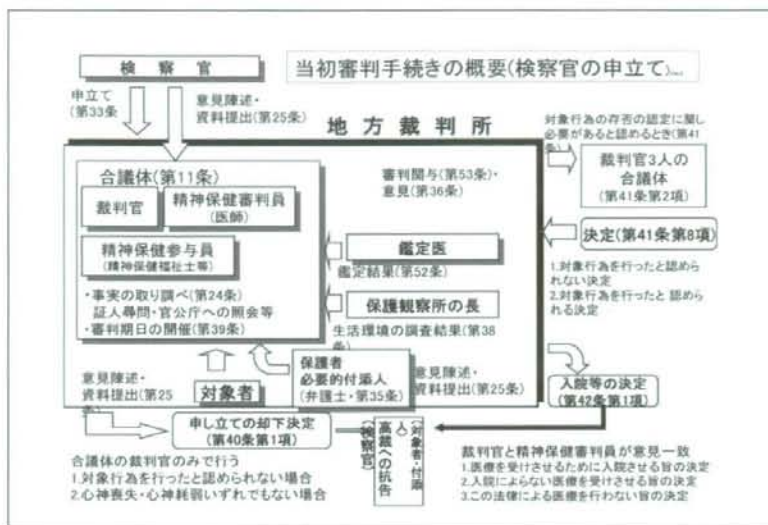 当初審判手続きの概要(検察官の申立て)
検 察 官
申立て
(第33条
意見陳述・
資料提出(第25条)
地 方 裁 判 所
対象行為の存否の認定に関し
必要があると認めるとき(第41
条)
裁判官3人の
合議体
(第41条第2項)
合議体(第11条)
裁判官
精神保健審判員
(医師)
精神保健参与員
(精神保健福祉士等)
・事実の取り調べ(第24条)
証人尋問・官公庁への照会等
・審判期日の開催(第39条)
審判関与(第53条)・
意見(第36条)
鑑定医
鑑定結果(第52条)
保護観察所の長
生活環境の調査結果(第38
条)
決定(第41条第8項)
1.対象行為を行ったと認めら
れない決定
2.対象行為を行ったと 認めら
れる決定
意見陳述・
資料提出(第25
条)
対象者
保護者
必要的付添人
(弁護士・第35条)
意見陳述・
資料提出(第25条)
入院等の決定
(第42条第1項)
申し立ての却下決定
(第40条第1項)
合議体の裁判官のみで行う
1.対象行為を行ったと認められない場合
2.心神喪失・心神耗弱いずれでもない場合
(対象者・付添
人)
高裁への抗告
(検察官)
裁判官と精神保健審判員が意見一致
1.医療を受けさせるために入院させる旨の決定
2.入院によらない医療を受けさせる旨の決定
3.この法律による医療を行わない旨の決定